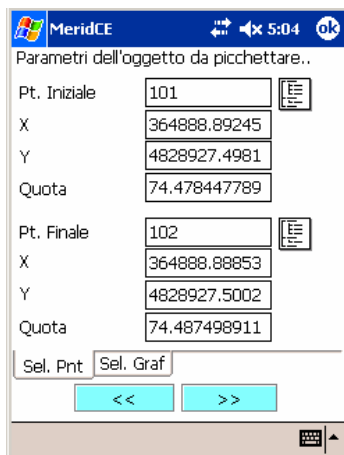 MeridCE 5:04 ok
Parametri dell'oggetto da picchettare..
Pt. Iniziale 101
X 364888.89245
Y 4828927.4981
Quota 74.478447789
Pt. Finale 102
X 364888.88853
Y 4828927.5002
Quota 74.487498911
Sel. Pnt Sel. Graf
<< >>